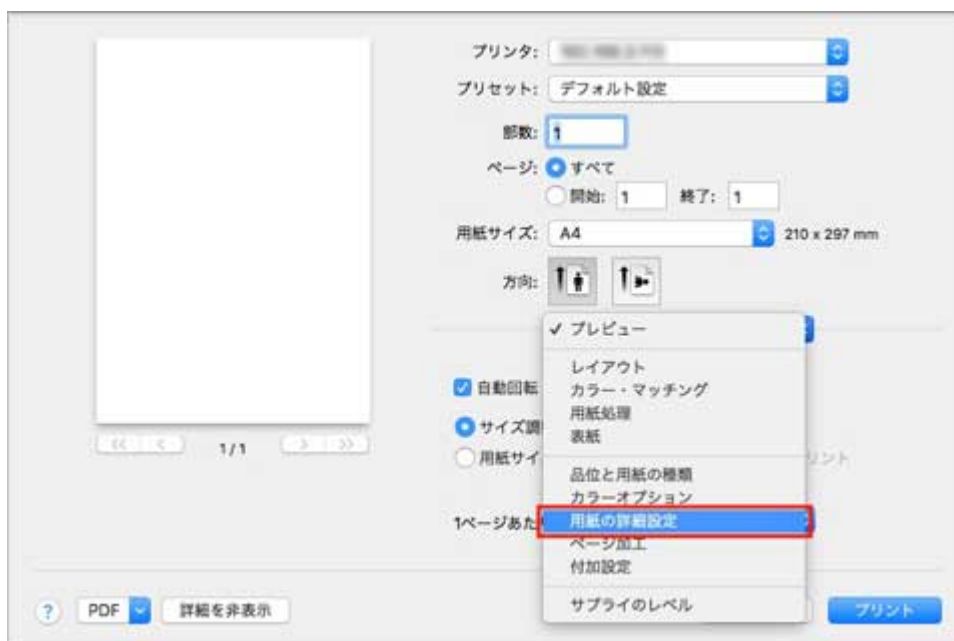 プリンタ:
プリセット: デフォルト設定
部数: 1
ページ: すべて
開始: 1 終了: 1
用紙サイズ: A4 210 x 297 mm
方向:
✓ プレビュー
レイアウト
自動回転 カラー・マッチング
用紙処理
サイズ調
表紙
用紙サイ
品位と用紙の種類
カラーオプション
1ページあた 用紙の詳細設定
ページ加工
付加設定
サプライのレベル
<< < 1/1 > >>
? PDF 詳細を非表示 プリント